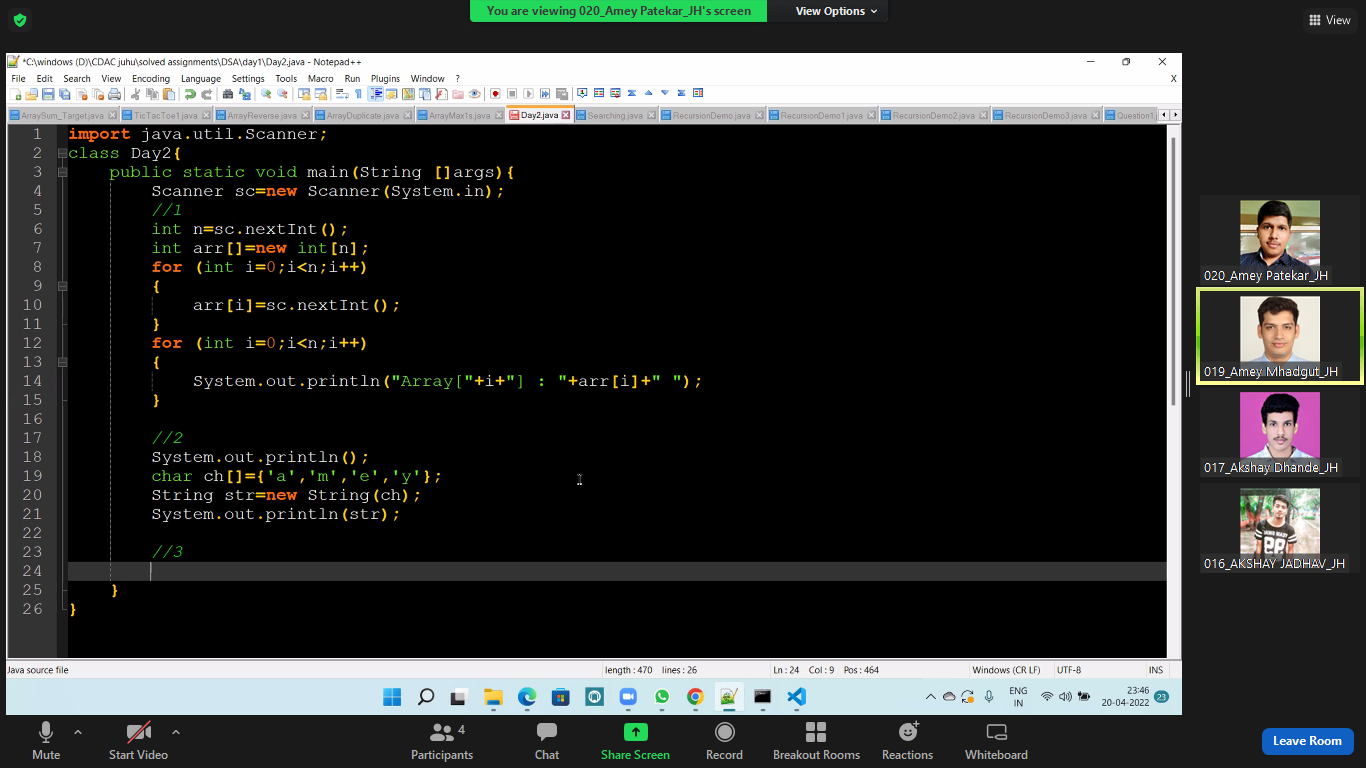 You are viewing 020_Amey Patekar_JH's screen
View Options
View
*C:\windows (D)\CDAC juhu\solved assignments\DSA\day1\Day2.java - Notepad++
File Edit Search View Encoding Language Settings Tools Macro Run Plugins Window ?
X
ArraySum_Target.java TicTacToe1.java ArrayReverse.java ArrayDuplicate.java ArrayMax1s.java Day2.java Searching.java RecursionDemo.java RecursionDemo1.java RecursionDemo2.java RecursionDemo3.java Question1.
1 import java.util.Scanner;
2 class Day2{
3 public static void main(String []args){
4 Scanner sc=new Scanner(System.in);
5 //1
6 int n=sc.nextInt();
7 int arr[]=new int[n];
8 for (int i=0;i<n;i++)
9 {
10 arr[i]=sc.nextInt();
11 }
12 for (int i=0;i<n;i++)
13 {
14 System.out.println("Array["+i+"] : "+arr[i]+" ");
15 }
16
17 //2
18 System.out.println();
19 char ch[]={'a','m','e','y'};
20 String str=new String(ch);
21 System.out.println(str);
22
23 //3
24
25 }
26 }
Java source file
length : 470 lines : 26
Ln : 24 Col : 9 Pos : 464
Windows (CR LF)
UTF-8
INS
ENG
IN
23:46
20-04-2022
23
020_Amey Patekar_JH
019_Amey Mhadgut_JH
017_Akshay Dhande_JH
016_AKSHAY JADHAV_JH
Mute
Start Video
4
Participants
Chat
Share Screen
Record
Breakout Rooms
Reactions
Whiteboard
Leave Room